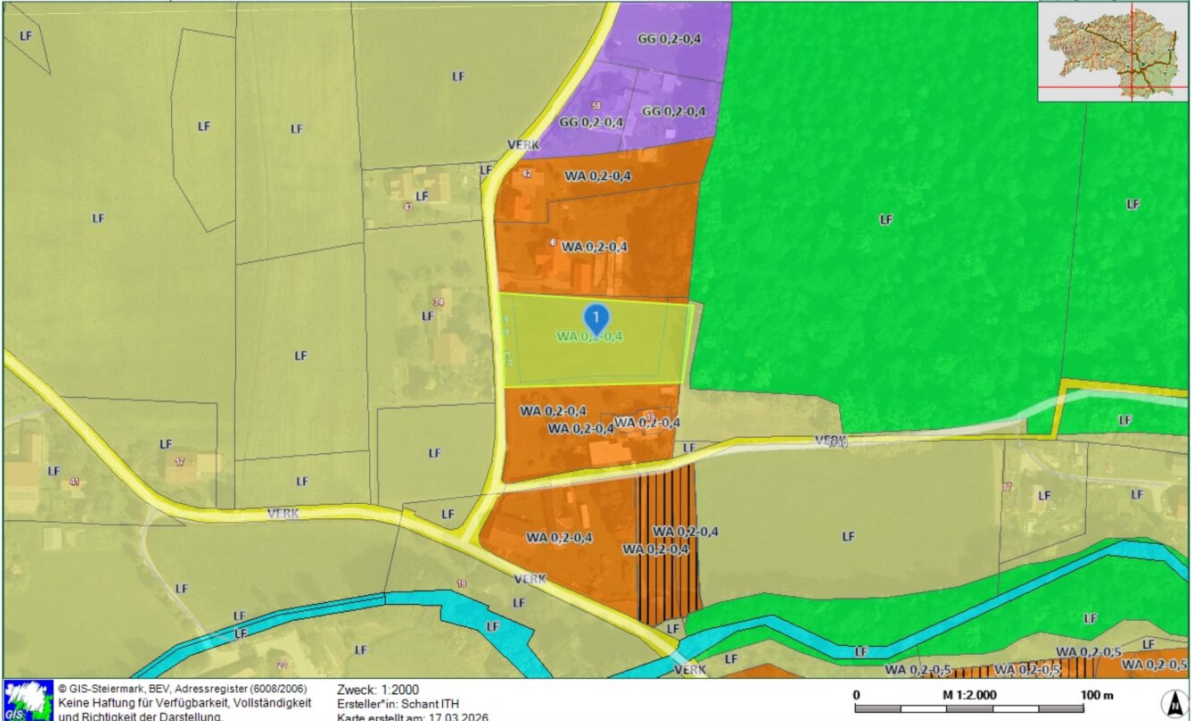 GG 0,2-0,4
LF
LF
58
GG 0,2-0,4
GG 0,2-0,4
LF
LF
VERK
LF
42
WA 0,2-0,4
LF
LF
LF
LF
WA 0,2-0,4
34
LF
1
WA 0,2-0,4
LF
WA 0,2-0,4
WA 0,2-0,4
WA 0,2-0,4
LF
VERK
LF
LF
LF
17
LF
41
LF
LF
LF
VERK
LF
WA 0,2-0,4
WA 0,2-0,4
WA 0,2-0,4
LF
VERK
LF
LF
LF
LF
LF
LF
LF
LF
LF
LF
LF
VERK
WA 0,2-0,5
WA 0,2-0,5
WA 0,2-0,5
GIS
© GIS-Steiermark, BEV, Adressregister (6008/2006)
Keine Haftung für Verfügbarkeit, Vollständigkeit
und Richtigkeit der Darstellung.
Zweck: 1:2000
Ersteller*in: Schant ITH
Karte erstellt am: 17.03.2026
0 M 1:2.000 100 m
N